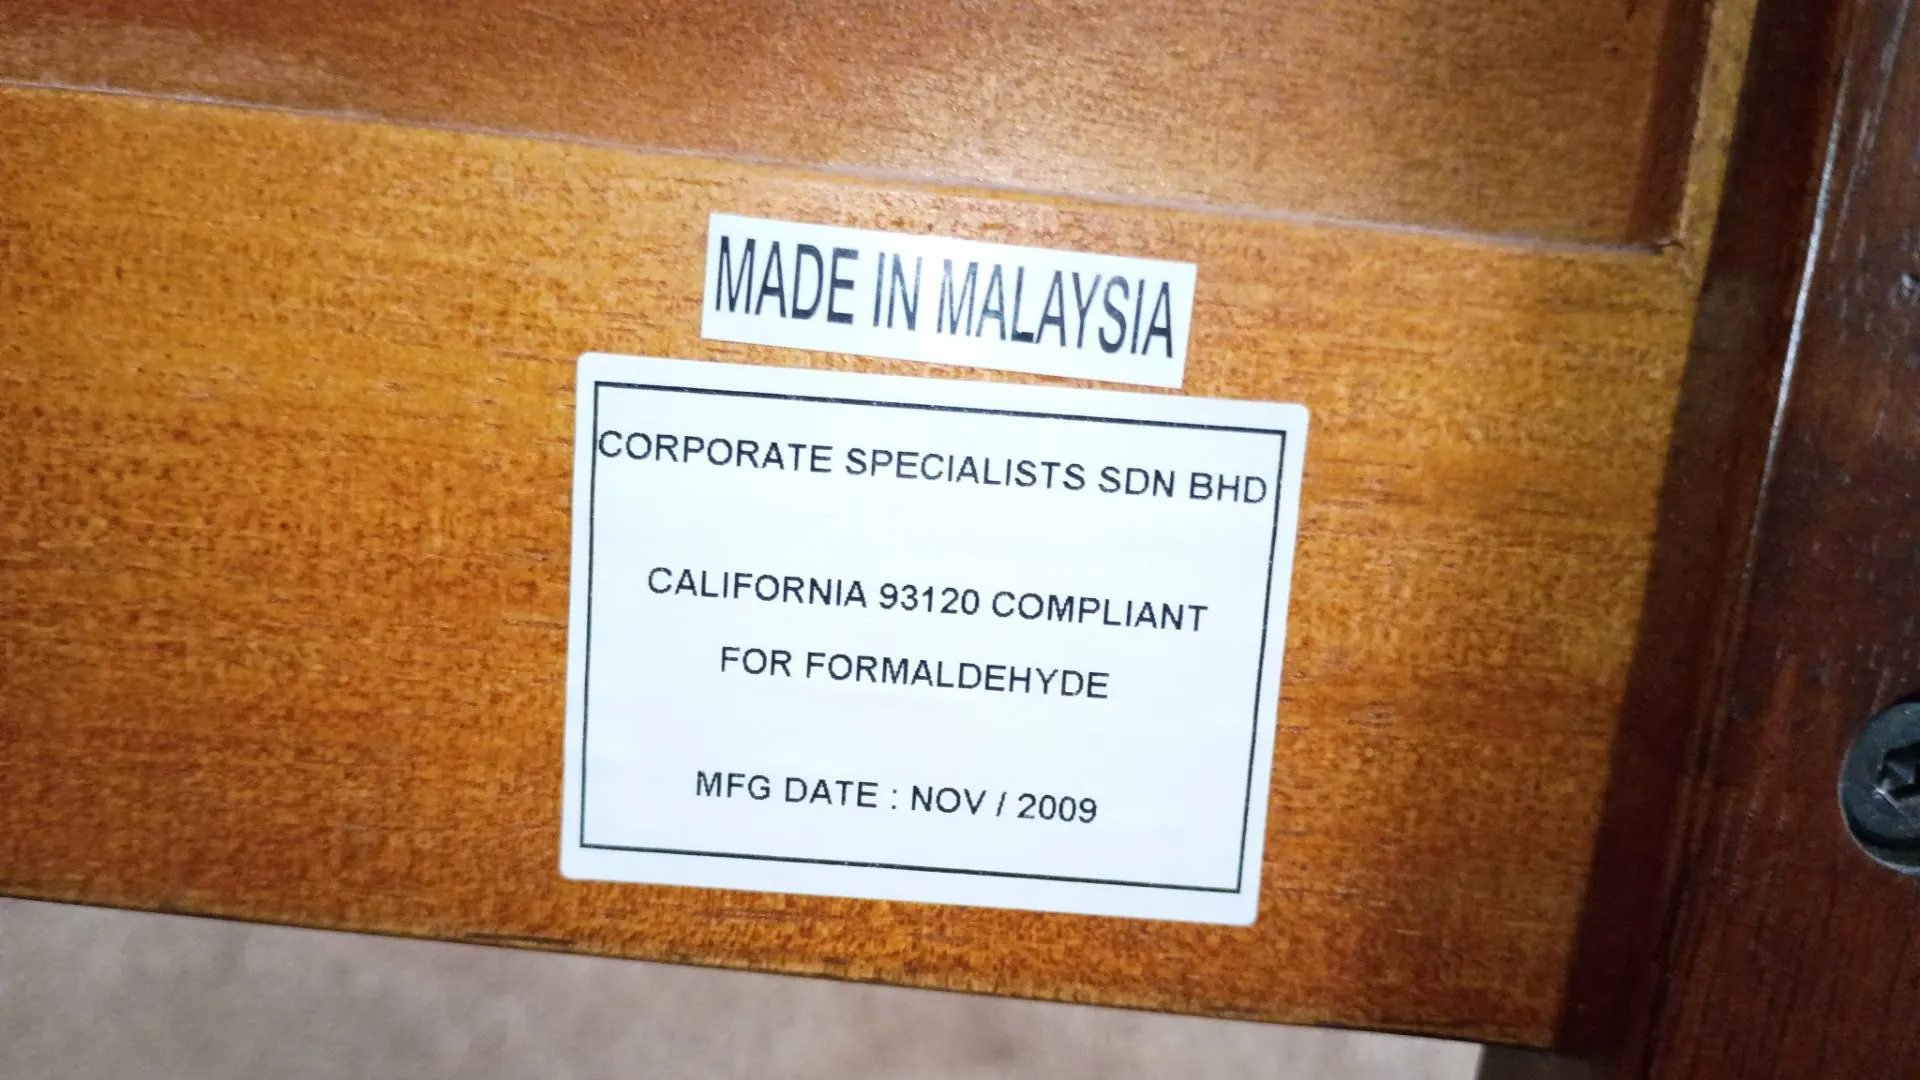 MADE IN MALAYSIA
CORPORATE SPECIALISTS SDN BHD
CALIFORNIA 93120 COMPLIANT
FOR FORMALDEHYDE
MFG DATE : NOV / 2009